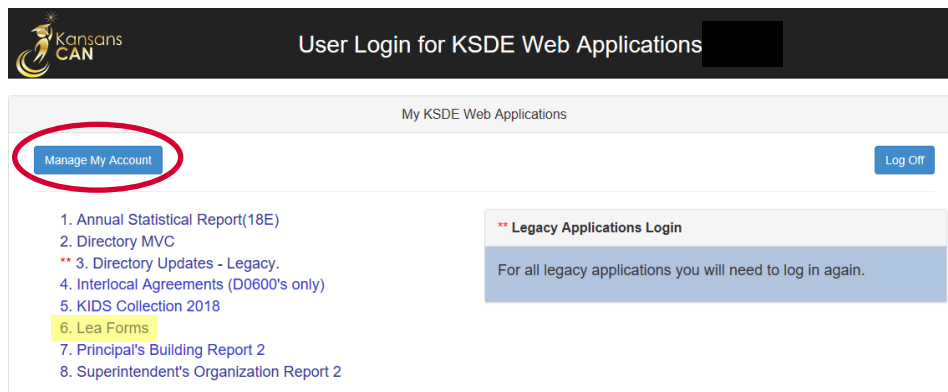 Kansans
CAN
User Login for KSDE Web Applications
My KSDE Web Applications
Manage My Account
Log Off
1. Annual Statistical Report(18E)
2. Directory MVC
** 3. Directory Updates - Legacy.
4. Interlocal Agreements (D0600's only)
5. KIDS Collection 2018
6. Lea Forms
7. Principal's Building Report 2
8. Superintendent's Organization Report 2
** Legacy Applications Login
For all legacy applications you will need to log in again.